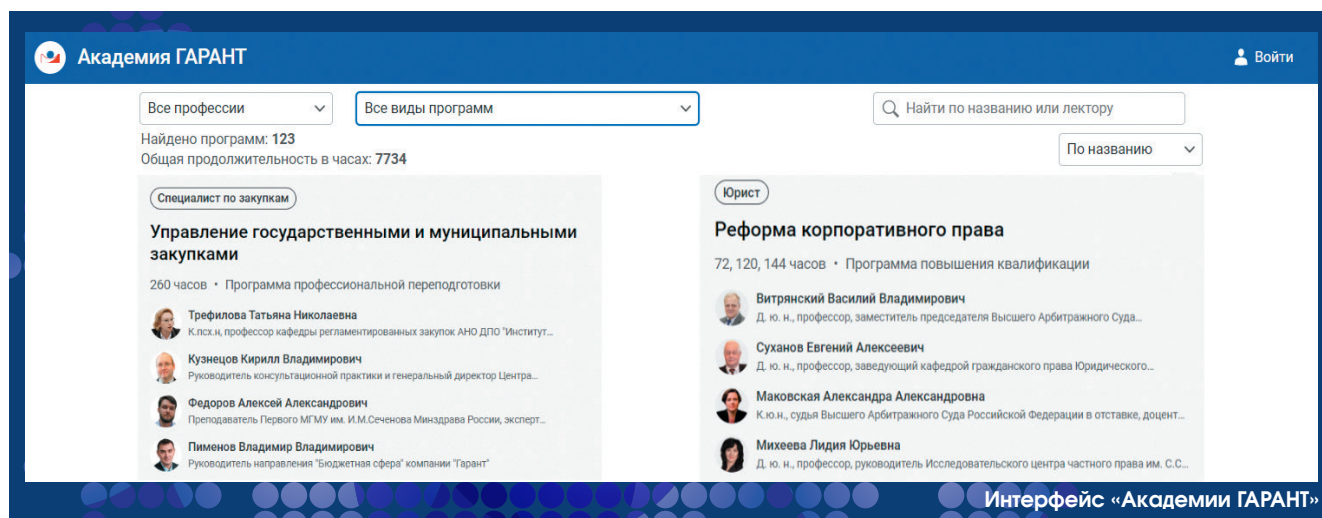 Академия ГАРАНТ
Войти
Все профессии
Все виды программ
Найти по названию или лектору
Найдено программ: 123
Общая продолжительность в часах: 7734
По названию
Специалист по закупкам
Управление государственными и муниципальными
закупками
260 часов • Программа профессиональной переподготовки
Трефилова Татьяна Николаевна
К.псх.н, профессор кафедры регламентированных закупок АНО ДПО "Институт...
Кузнецов Кирилл Владимирович
Руководитель консультационной практики и генеральный директор Центра...
Федоров Алексей Александрович
Преподаватель Первого МГМУ им. И.М.Сеченова Минздрава России, эксперт...
Пименов Владимир Владимирович
Руководитель направления "Бюджетная сфера" компании "Гарант"
Юрист
Реформа корпоративного права
72, 120, 144 часов • Программа повышения квалификации
Витрянский Василий Владимирович
Д. ю. н., профессор, заместитель председателя Высшего Арбитражного Суда...
Суханов Евгений Алексеевич
Д. ю. н., профессор, заведующий кафедрой гражданского права Юридического...
Маковская Александра Александровна
К.ю.н., судья Высшего Арбитражного Суда Российской Федерации в отставке, доцент...
Михеева Лидия Юрьевна
Д. ю. н., профессор, руководитель Исследовательского центра частного права им. С.С...
Интерфейс «Академии ГАРАНТ»